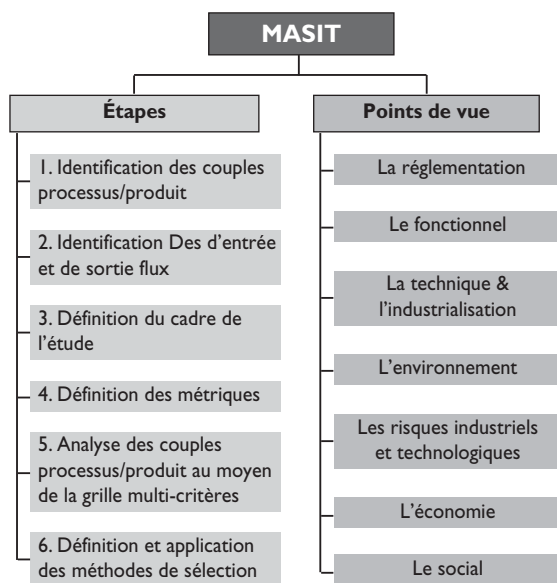 MASIT
Étapes
1. Identification des couples
processus/produit
2. Identification Des d'entrée
et de sortie flux
3. Définition du cadre de
l'étude
4. Définition des métriques
5. Analyse des couples
processus/produit au moyen
de la grille multi-critères
6. Définition et application
des méthodes de sélection
Points de vue
La réglementation
Le fonctionnel
La technique &
l'industrialisation
L'environnement
Les risques industriels
et technologiques
L'économie
Le social